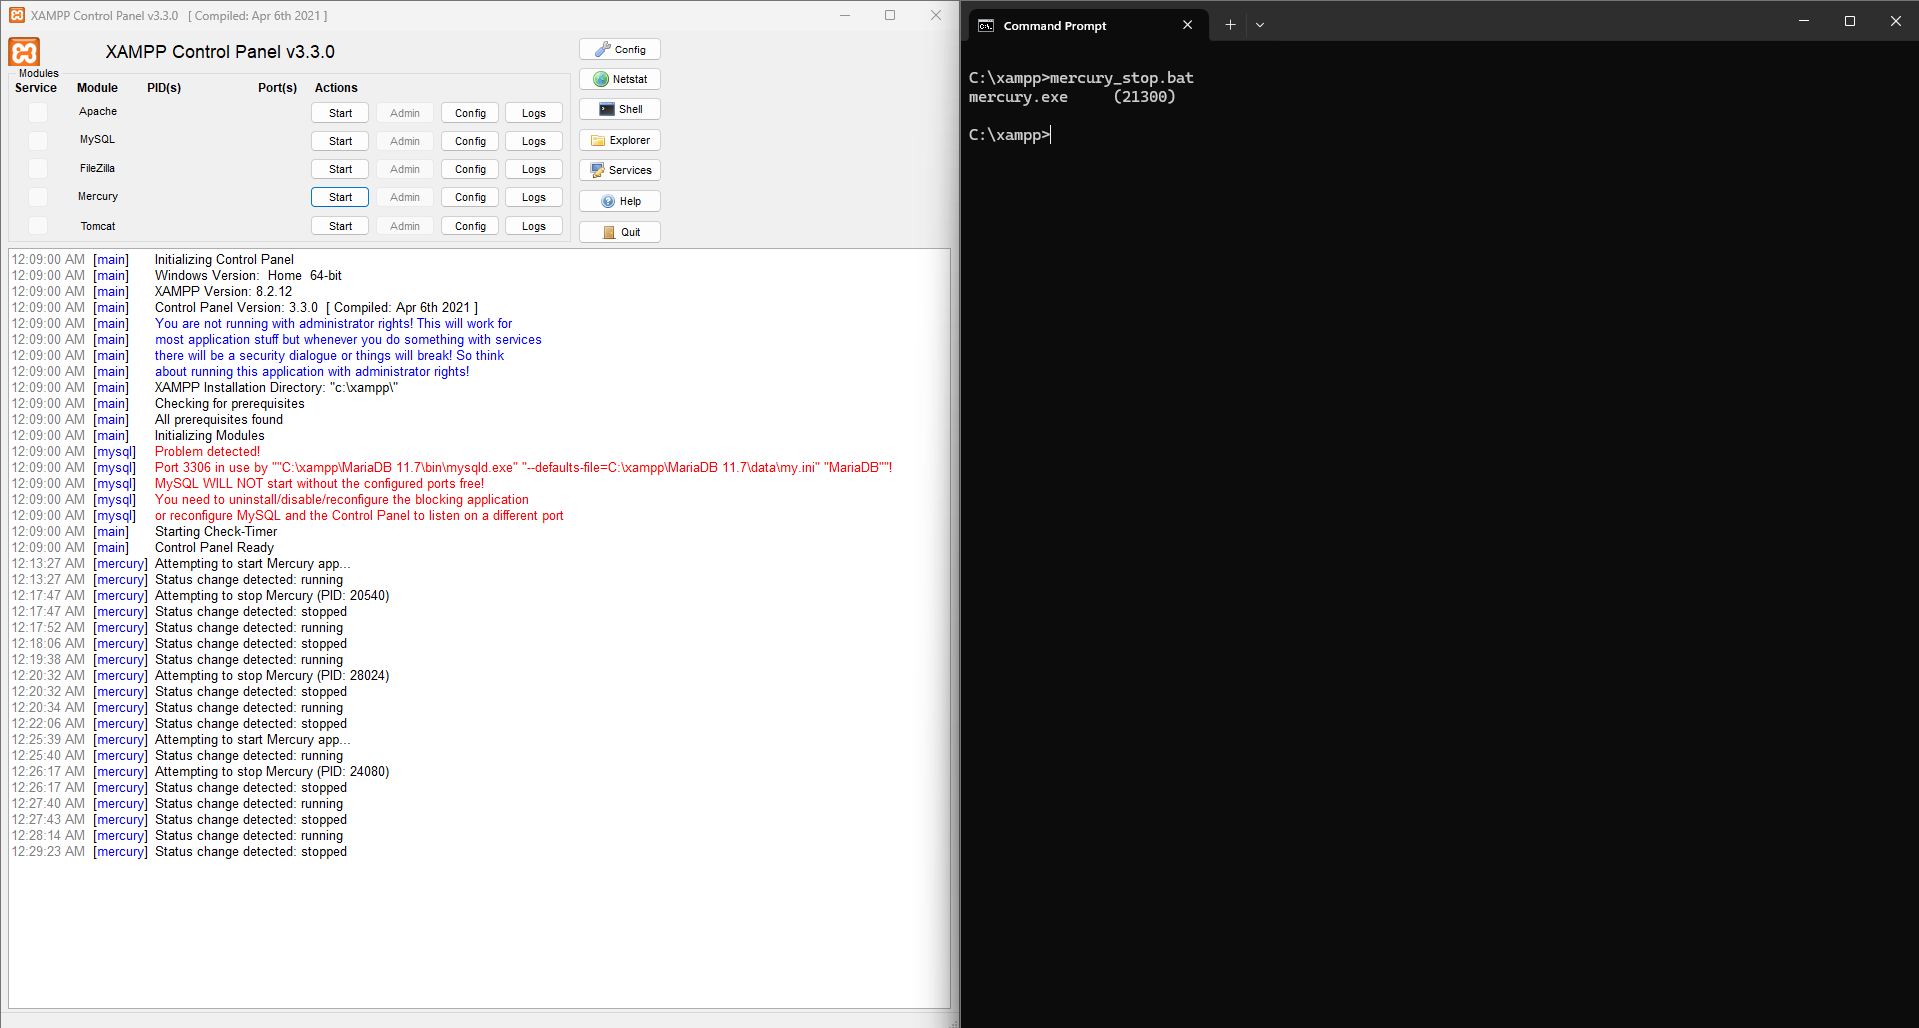 XAMPP Control Panel v3.3.0 [ Compiled: Apr 6th 2021 ]
XAMPP Control Panel v3.3.0
Modules
Service Module PID(s) Port(s) Actions
Apache Start Admin Config Logs
MySQL Start Admin Config Logs
FileZilla Start Admin Config Logs
Mercury Start Admin Config Logs
Tomcat Start Admin Config Logs
Config
Netstat
Shell
Explorer
Services
Help
Quit
12:09:00 AM [main] Initializing Control Panel
12:09:00 AM [main] Windows Version: Home 64-bit
12:09:00 AM [main] XAMPP Version: 8.2.12
12:09:00 AM [main] Control Panel Version: 3.3.0 [ Compiled: Apr 6th 2021 ]
12:09:00 AM [main] You are not running with administrator rights! This will work for
12:09:00 AM [main] most application stuff but whenever you do something with services
12:09:00 AM [main] there will be a security dialogue or things will break! So think
12:09:00 AM [main] about running this application with administrator rights!
12:09:00 AM [main] XAMPP Installation Directory: "c:\xampp\"
12:09:00 AM [main] Checking for prerequisites
12:09:00 AM [main] All prerequisites found
12:09:00 AM [main] Initializing Modules
12:09:00 AM [mysql] Problem detected!
12:09:00 AM [mysql] Port 3306 in use by ""C:\xampp\MariaDB 11.7\bin\mysqld.exe" "--defaults-file=C:\xampp\MariaDB 11.7\data\my.ini" "MariaDB""!
12:09:00 AM [mysql] MySQL WILL NOT start without the configured ports free!
12:09:00 AM [mysql] You need to uninstall/disable/reconfigure the blocking application
12:09:00 AM [mysql] or reconfigure MySQL and the Control Panel to listen on a different port
12:09:00 AM [main] Starting Check-Timer
12:09:00 AM [main] Control Panel Ready
12:13:27 AM [mercury] Attempting to start Mercury app...
12:13:27 AM [mercury] Status change detected: running
12:17:47 AM [mercury] Attempting to stop Mercury (PID: 20540)
12:17:47 AM [mercury] Status change detected: stopped
12:17:52 AM [mercury] Status change detected: running
12:18:06 AM [mercury] Status change detected: stopped
12:19:38 AM [mercury] Status change detected: running
12:20:32 AM [mercury] Attempting to stop Mercury (PID: 28024)
12:20:32 AM [mercury] Status change detected: stopped
12:20:34 AM [mercury] Status change detected: running
12:22:06 AM [mercury] Status change detected: stopped
12:25:39 AM [mercury] Attempting to start Mercury app...
12:25:40 AM [mercury] Status change detected: running
12:26:17 AM [mercury] Attempting to stop Mercury (PID: 24080)
12:26:17 AM [mercury] Status change detected: stopped
12:27:40 AM [mercury] Status change detected: running
12:27:43 AM [mercury] Status change detected: stopped
12:28:14 AM [mercury] Status change detected: running
12:29:23 AM [mercury] Status change detected: stopped
Command Prompt
C:\xampp>mercury_stop.bat
mercury.exe (21300)
C:\xampp>